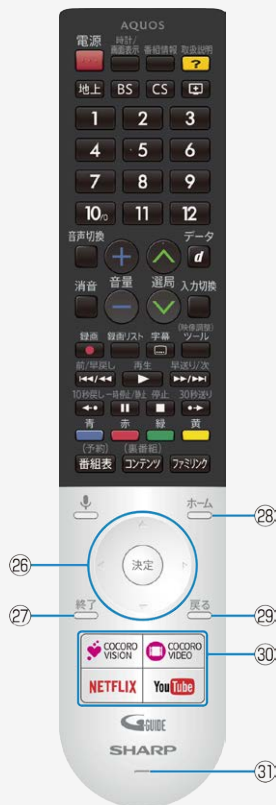 AQUOS
電源 時計/画面表示 番組情報 取扱説明
?
地上 BS CS
1 2 3
4 5 6
7 8 9
10/0 11 12
音声切換 データ
+ d
消音 音量 選局 入力切換
−
(映像調整)
録画 録画リスト 字幕 ツール
前/早戻し 再生 早送り/次
10秒戻し 一時停止/静止 停止 30秒送り
青 赤 緑 黄
(予約) (裏番組)
番組表 コンテンツ ファミリンク
ホーム ㉘
㉖ 決定
㉗ 終了 戻る ㉙
COCORO VISION COCORO VIDEO ㉚
NETFLIX YouTube
G GUIDE
SHARP
㉛